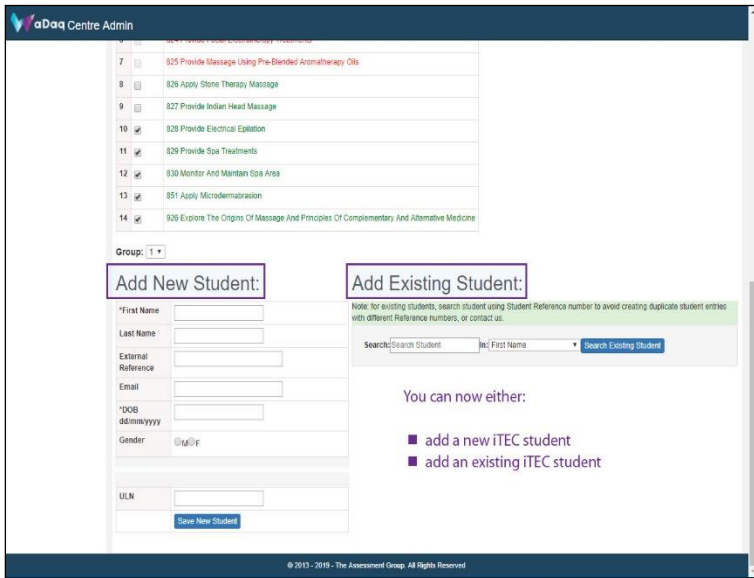 aDaq Centre Admin
7 825 Provide Massage Using Pre-Blended Aromatherapy Oils
8 826 Apply Stone Therapy Massage
9 827 Provide Indian Head Massage
10 828 Provide Electrical Epilation
11 829 Provide Spa Treatments
12 830 Monitor And Maintain Spa Area
13 851 Apply Microdermabrasion
14 926 Explore The Origins Of Massage And Principles Of Complementary And Alternative Medicine
Group: 1
Add New Student:
*First Name
Last Name
External
Reference
Email
*DOB
dd/mm/yyyy
Gender M F
ULN
Save New Student
Add Existing Student:
Note: for existing students, search student using Student Reference number to avoid creating duplicate student entries
with different Reference numbers, or contact us.
Search: Search Student In: First Name Search Existing Student
You can now either:
add a new iTEC student
add an existing iTEC student
© 2013 - 2019 - The Assessment Group. All Rights Reserved